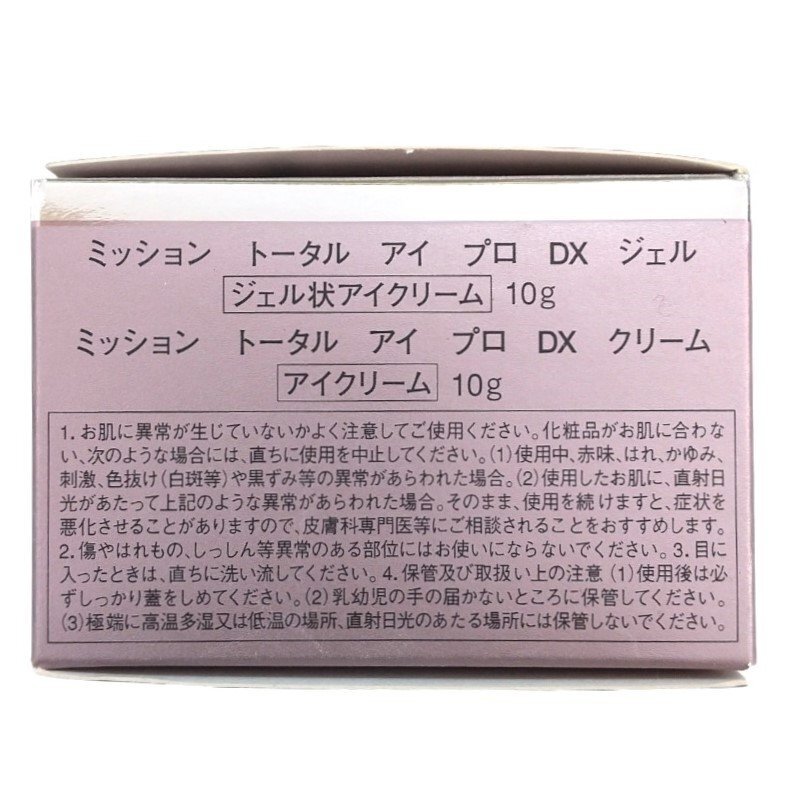 ミッション トータル アイ プロ DX ジェル
ジェル状アイクリーム 10g
ミッション トータル アイ プロ DX クリーム
アイクリーム 10g
1.お肌に異常が生じていないかよく注意してご使用ください。化粧品がお肌に合わな
い、次のような場合には、直ちに使用を中止してください。(1)使用中、赤味、はれ、かゆみ、
刺激、色抜け(白斑等)や黒ずみ等の異常があらわれた場合。(2)使用したお肌に、直射日
光があたって上記のような異常があらわれた場合。そのまま、使用を続けますと、症状を
悪化させることがありますので、皮膚科専門医等にご相談されることをおすすめします。
2.傷やはれもの、しっしん等異常のある部位にはお使いにならないでください。3.目に
入ったときは、直ちに洗い流してください。4.保管及び取扱い上の注意(1)使用後は必
ずしっかり蓋をしめてください。(2)乳幼児の手の届かないところに保管してください。
(3)極端に高温多湿又は低温の場所、直射日光のあたる場所には保管しないでください。